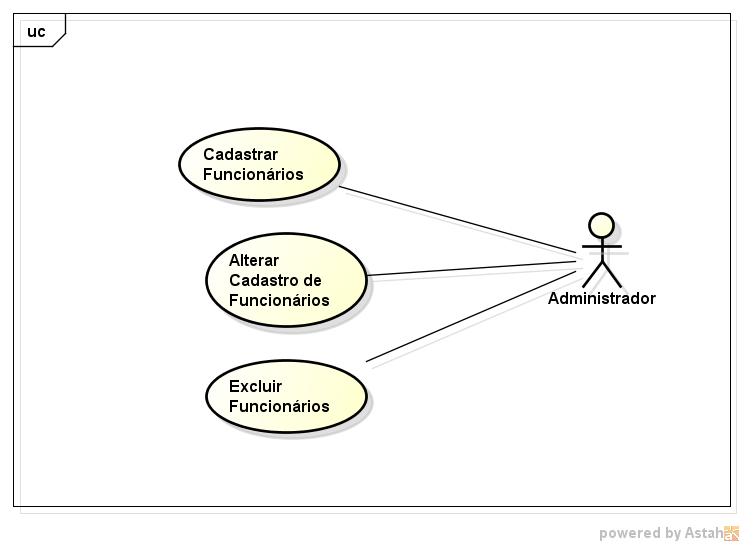 uc
Cadastrar
Funcionários
Alterar
Cadastro de
Funcionários
Administrador
Excluir
Funcionários
powered by Astah